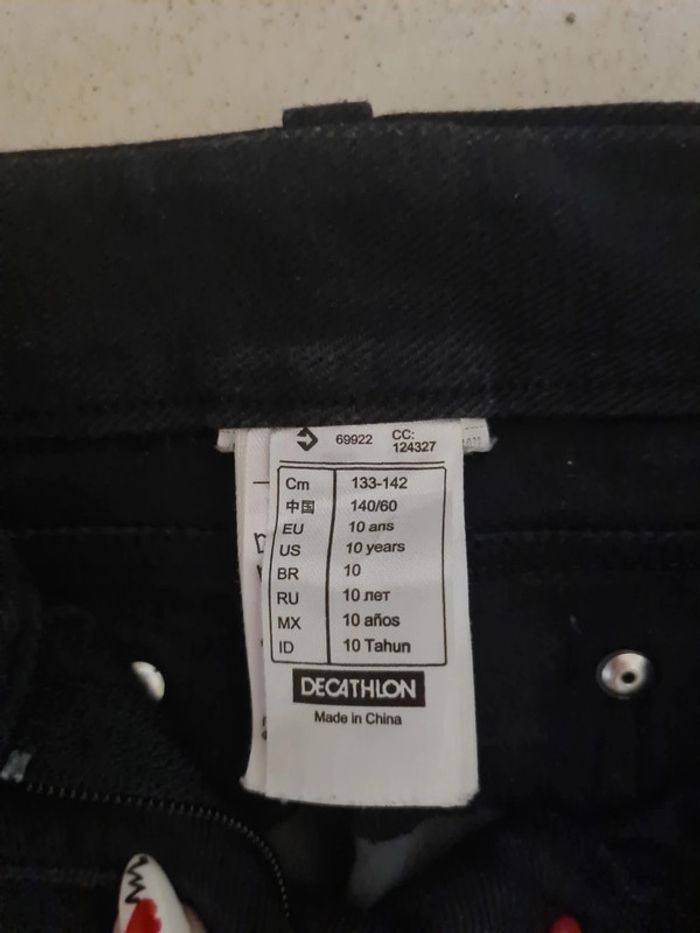 69922 CC:
124327
Cm 133-142
中国 140/60
EU 10 ans
US 10 years
BR 10
RU 10 лет
MX 10 años
ID 10 Tahun
DECATHLON
Made in China